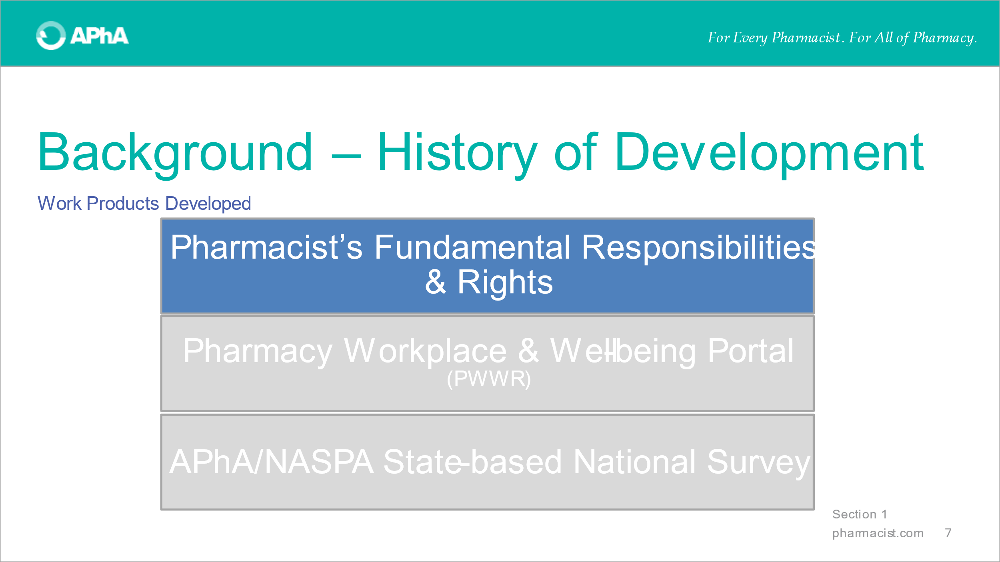 APhA
For Every Pharmacist. For All of Pharmacy.
Background – History of Development
Work Products Developed
Pharmacist’s Fundamental Responsibilities
& Rights
Pharmacy Workplace & Well-being Portal
(PWWR)
APhA/NASPA State-based National Survey
Section 1
pharmacist.com 7